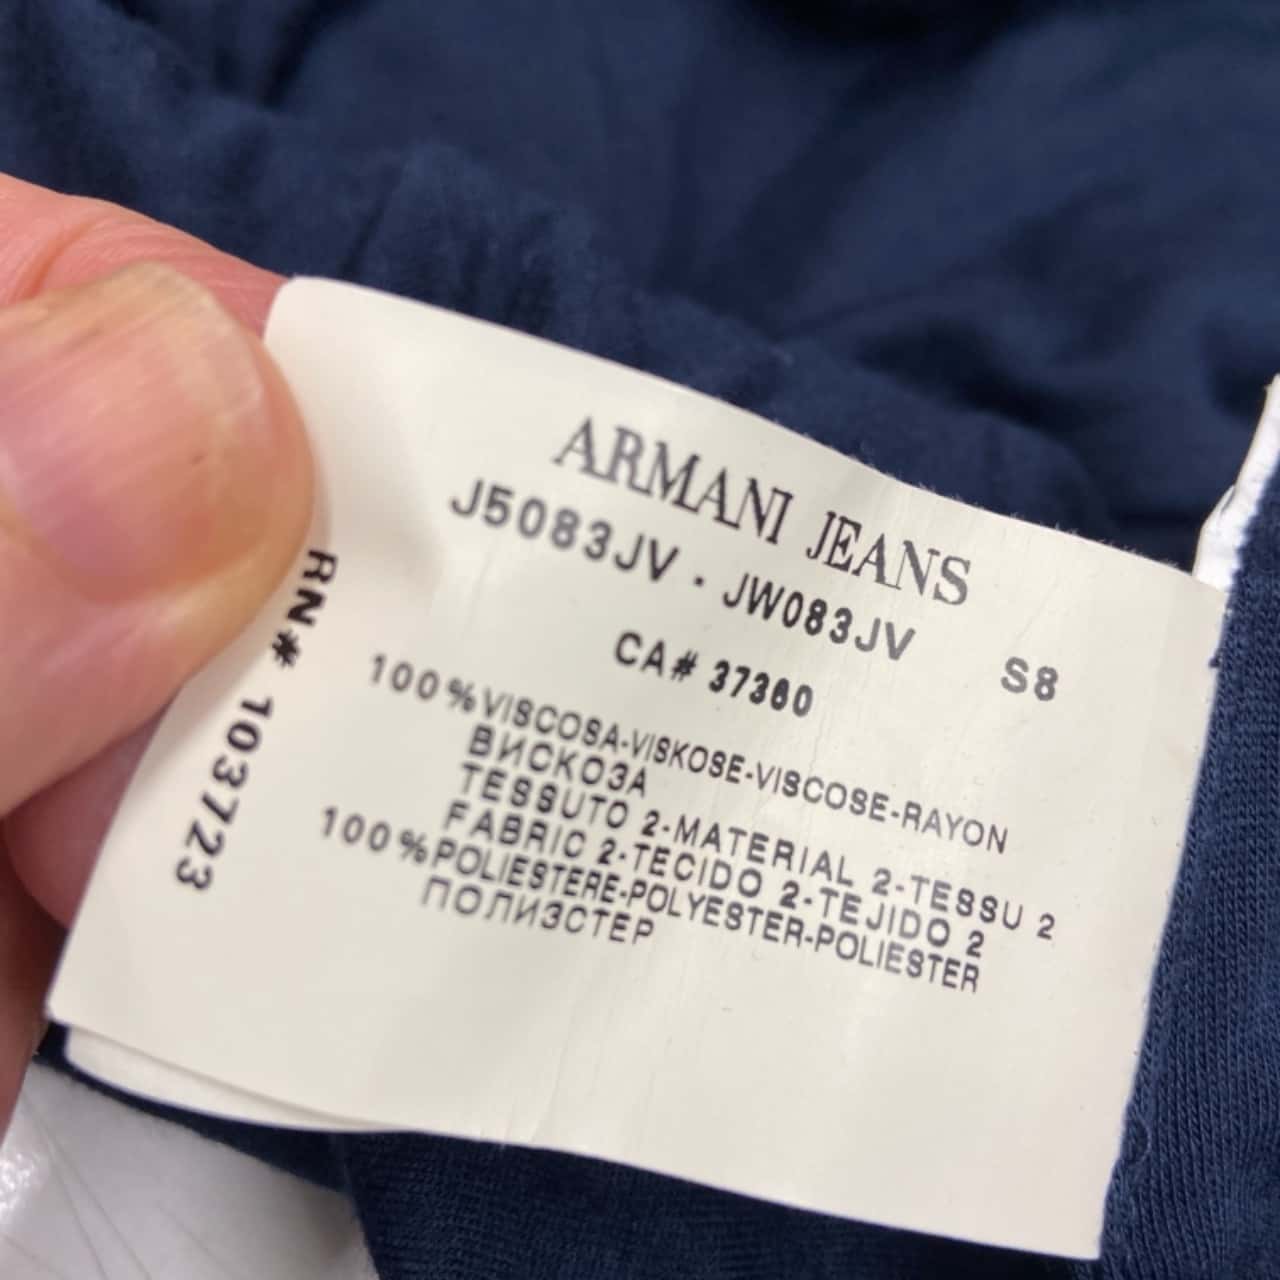 ARMANI JEANS
J5083JV · JW083JV S8
CA# 37360
100% VISCOSA-VISKOSE-VISCOSE-RAYON
ВИСКОЗА
TESSUTO 2-MATERIAL 2-TESSU 2
FABRIC 2-TECIDO 2-TEJIDO 2
100% POLIESTERE-POLYESTER-POLIESTER
ПОЛИЭСТЕР
RN# 103723